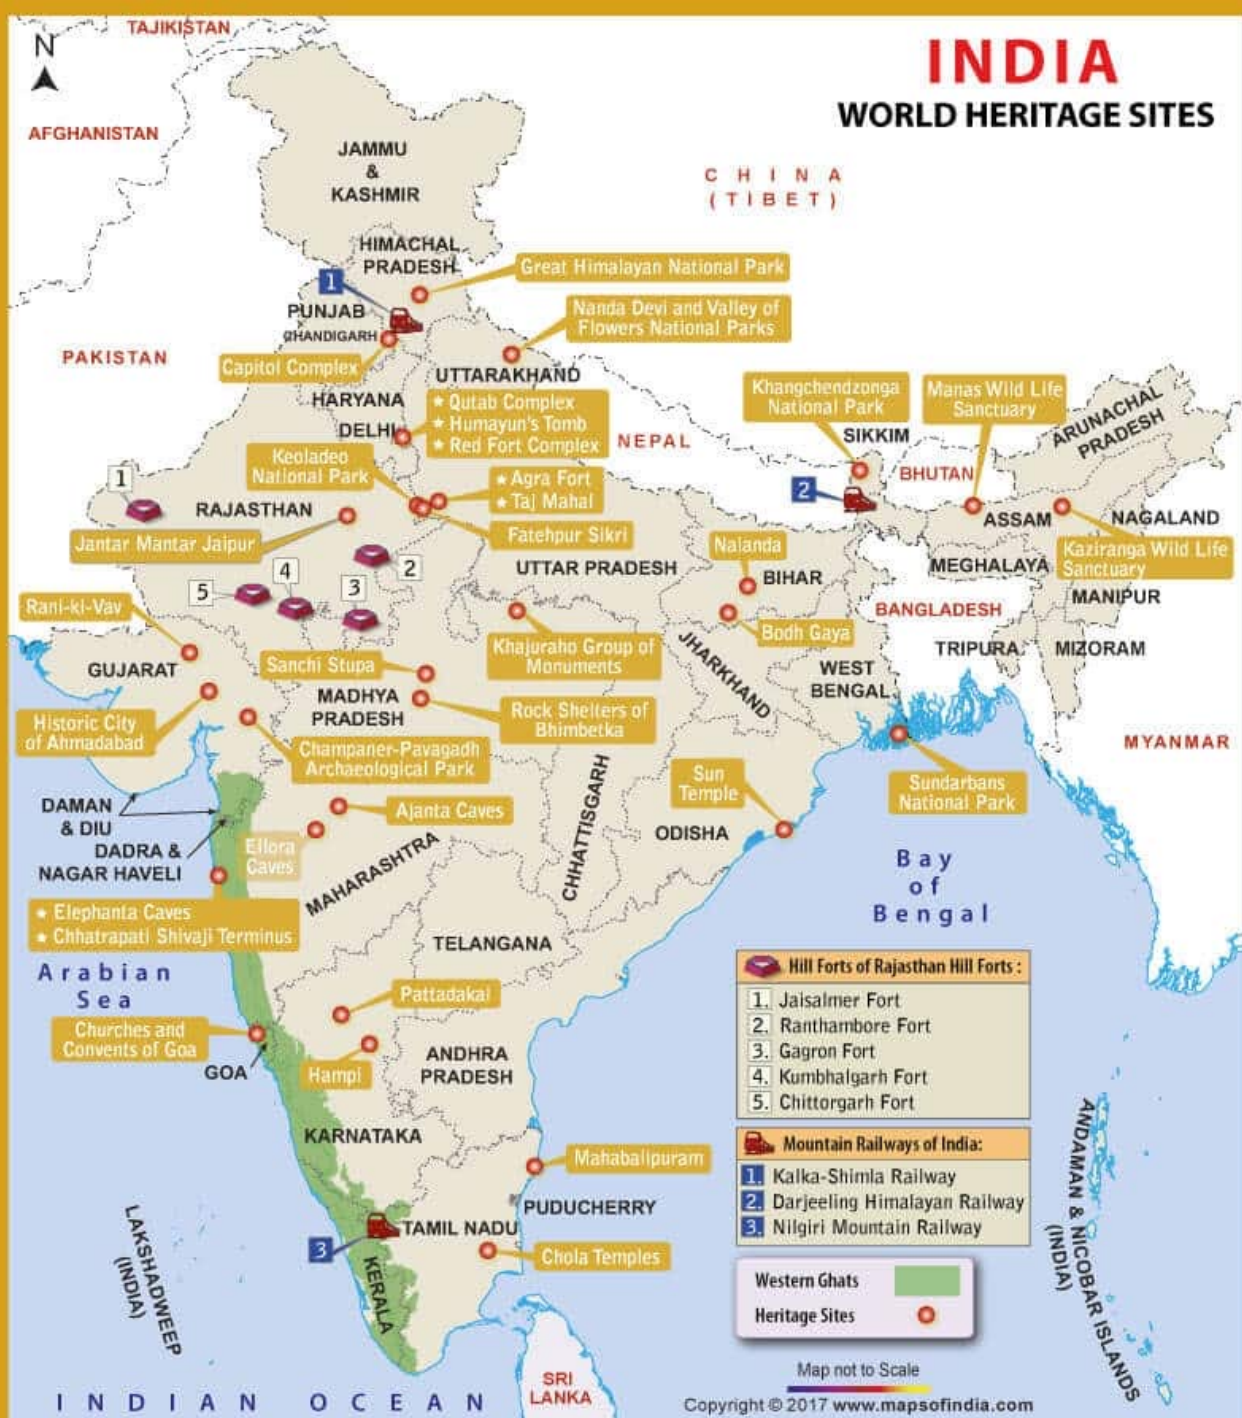 INDIA
WORLD HERITAGE SITES
N
TAJIKISTAN
AFGHANISTAN
CHINA
(TIBET)
JAMMU
&
KASHMIR
HIMACHAL
PRADESH
Great Himalayan National Park
1
PUNJAB
CHANDIGARH
Nanda Devi and Valley of
Flowers National Parks
PAKISTAN
Capitol Complex
UTTARAKHAND
HARYANA
★ Qutab Complex
★ Humayun's Tomb
★ Red Fort Complex
DELHI
NEPAL
Khangchendzonga
National Park
Manas Wild Life
Sanctuary
ARUNACHAL
PRADESH
SIKKIM
BHUTAN
Keoladeo
National Park
★ Agra Fort
★ Taj Mahal
2
1
RAJASTHAN
ASSAM
NAGALAND
Jantar Mantar Jaipur
Fatehpur Sikri
Nalanda
Kaziranga Wild Life
Sanctuary
2
UTTAR PRADESH
BIHAR
MEGHALAYA
5
4
3
MANIPUR
Rani-ki-Vav
BANGLADESH
Bodh Gaya
Khajuraho Group of
Monuments
JHARKHAND
TRIPURA
MIZORAM
GUJARAT
Sanchi Stupa
WEST
BENGAL
MADHYA
PRADESH
Rock Shelters of
Bhimbetka
Historic City
of Ahmadabad
Champaner-Pavagadh
Archaeological Park
MYANMAR
Sun
Temple
Sundarbans
National Park
DAMAN
& DIU
Ajanta Caves
CHHATTISGARH
ODISHA
DADRA &
NAGAR HAVELI
Ellora
Caves
MAHARASHTRA
Bay
of
Bengal
★ Elephanta Caves
★ Chhatrapati Shivaji Terminus
TELANGANA
Arabian
Sea
Pattadakal
Churches and
Convents of Goa
GOA
Hampi
ANDHRA
PRADESH
KARNATAKA
Mahabalipuram
PUDUCHERRY
TAMIL NADU
3
KERALA
Chola Temples
LAKSHADWEEP
(INDIA)
ANDAMAN & NICOBAR ISLANDS
(INDIA)
SRI
LANKA
INDIAN OCEAN
Hill Forts of Rajasthan Hill Forts :
1. Jaisalmer Fort
2. Ranthambore Fort
3. Gagron Fort
4. Kumbhalgarh Fort
5. Chittorgarh Fort
Mountain Railways of India:
1. Kalka-Shimla Railway
2. Darjeeling Himalayan Railway
3. Nilgiri Mountain Railway
Western Ghats
Heritage Sites
Map not to Scale
Copyright © 2017 www.mapsofindia.com